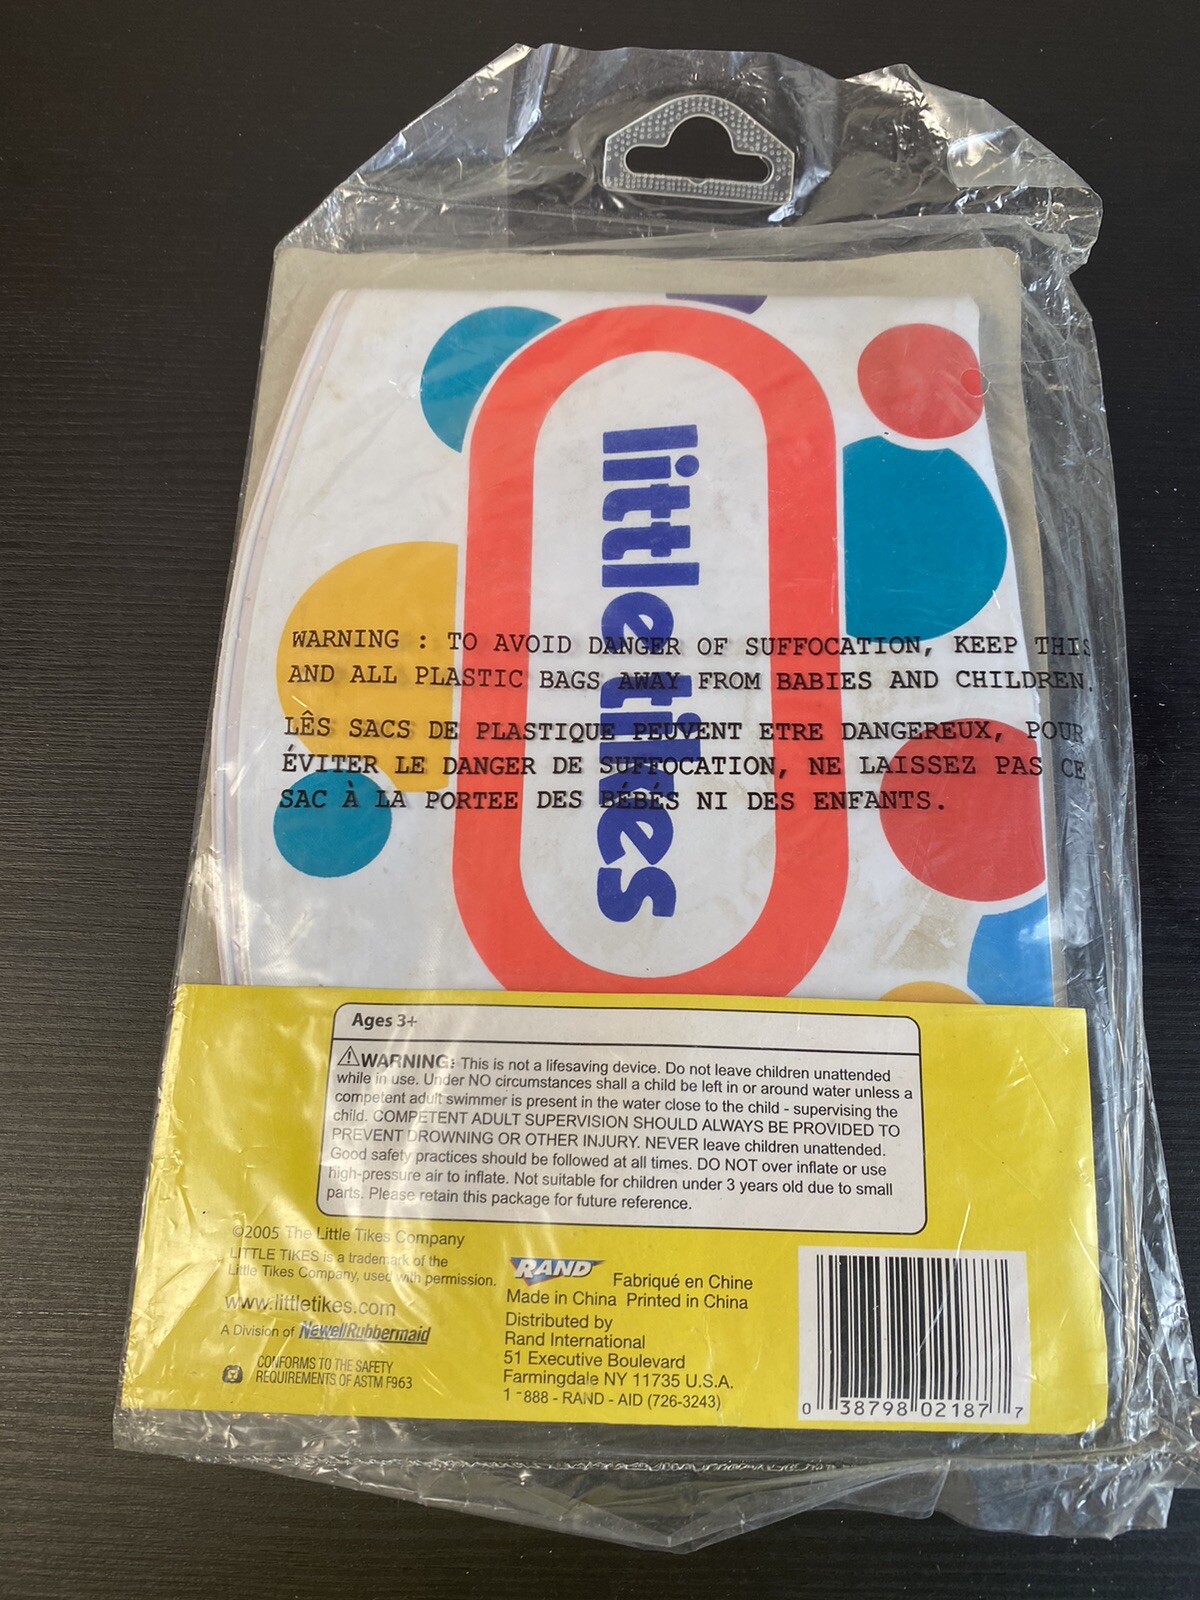 little tikes
WARNING : TO AVOID DANGER OF SUFFOCATION, KEEP THIS
AND ALL PLASTIC BAGS AWAY FROM BABIES AND CHILDREN.
LÊS SACS DE PLASTIQUE PEUVENT ETRE DANGEREUX, POUR
ÉVITER LE DANGER DE SUFFOCATION, NE LAISSEZ PAS CE
SAC À LA PORTEE DES BÉBÉS NI DES ENFANTS.
Ages 3+
⚠WARNING: This is not a lifesaving device. Do not leave children unattended
while in use. Under NO circumstances shall a child be left in or around water unless a
competent adult swimmer is present in the water close to the child - supervising the
child. COMPETENT ADULT SUPERVISION SHOULD ALWAYS BE PROVIDED TO
PREVENT DROWNING OR OTHER INJURY. NEVER leave children unattended.
Good safety practices should be followed at all times. DO NOT over inflate or use
high-pressure air to inflate. Not suitable for children under 3 years old due to small
parts. Please retain this package for future reference.
©2005 The Little Tikes Company
LITTLE TIKES is a trademark of the
Little Tikes Company, used with permission.
www.littletikes.com
A Division of NewellRubbermaid
CONFORMS TO THE SAFETY
REQUIREMENTS OF ASTM F963
RAND Fabriqué en Chine
Made in China Printed in China
Distributed by
Rand International
51 Executive Boulevard
Farmingdale NY 11735 U.S.A.
1-888 - RAND - AID (726-3243)
0 38798 02187 7